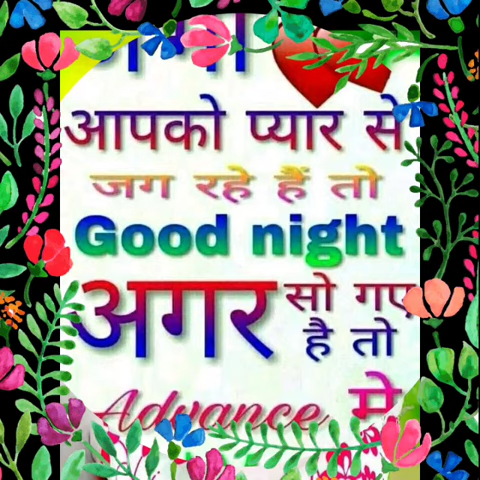 आपको प्यार से
जग रहे हैं तो
Good night
अगर सो गए
है तो
Advance मे